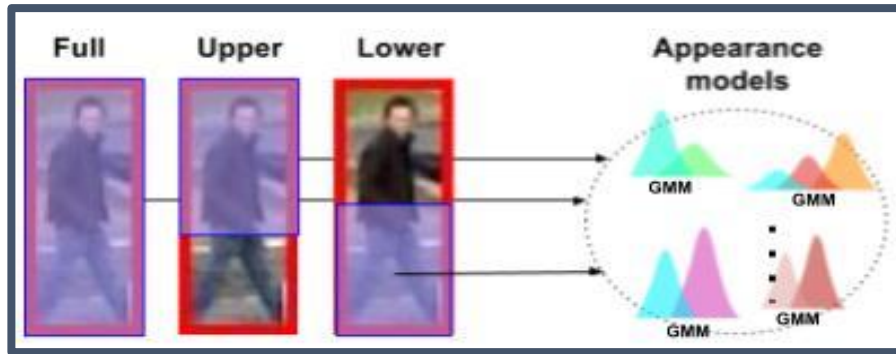 Full
Upper
Lower
Appearance
models
GMM
GMM
GMM
GMM